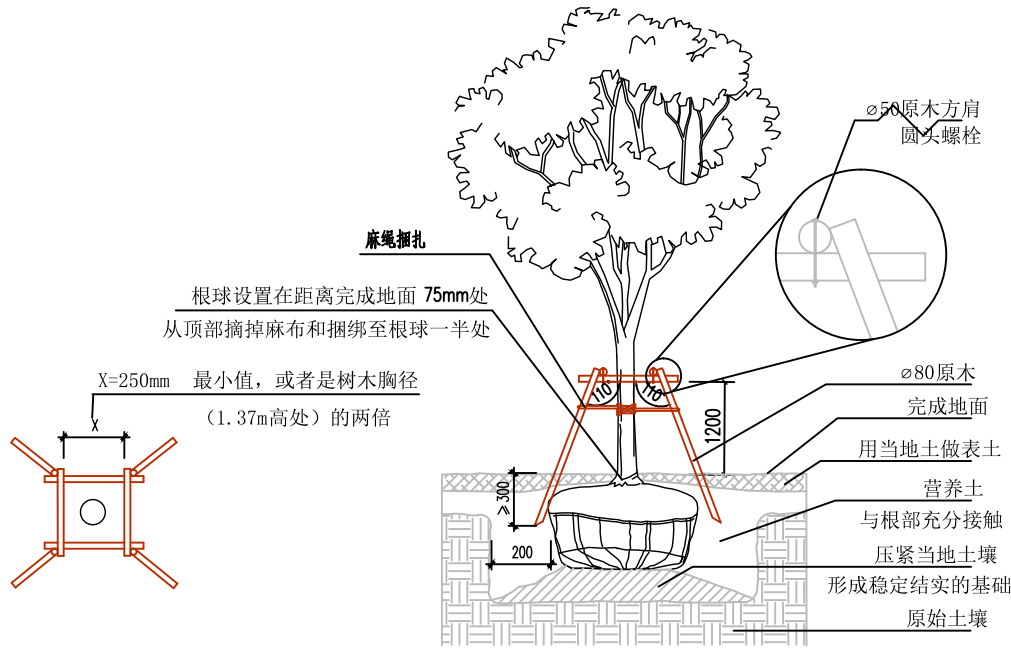 ⌀50原木方肩
圆头螺栓
麻绳捆扎
根球设置在距离完成地面 75mm处
从顶部摘掉麻布和捆绑至根球一半处
X=250mm 最小值，或者是树木胸径
（1.37m高处）的两倍
X
110°
110°
1200
⌀80原木
完成地面
用当地土做表土
≥300
营养土
与根部充分接触
200
压紧当地土壤
形成稳定结实的基础
原始土壤